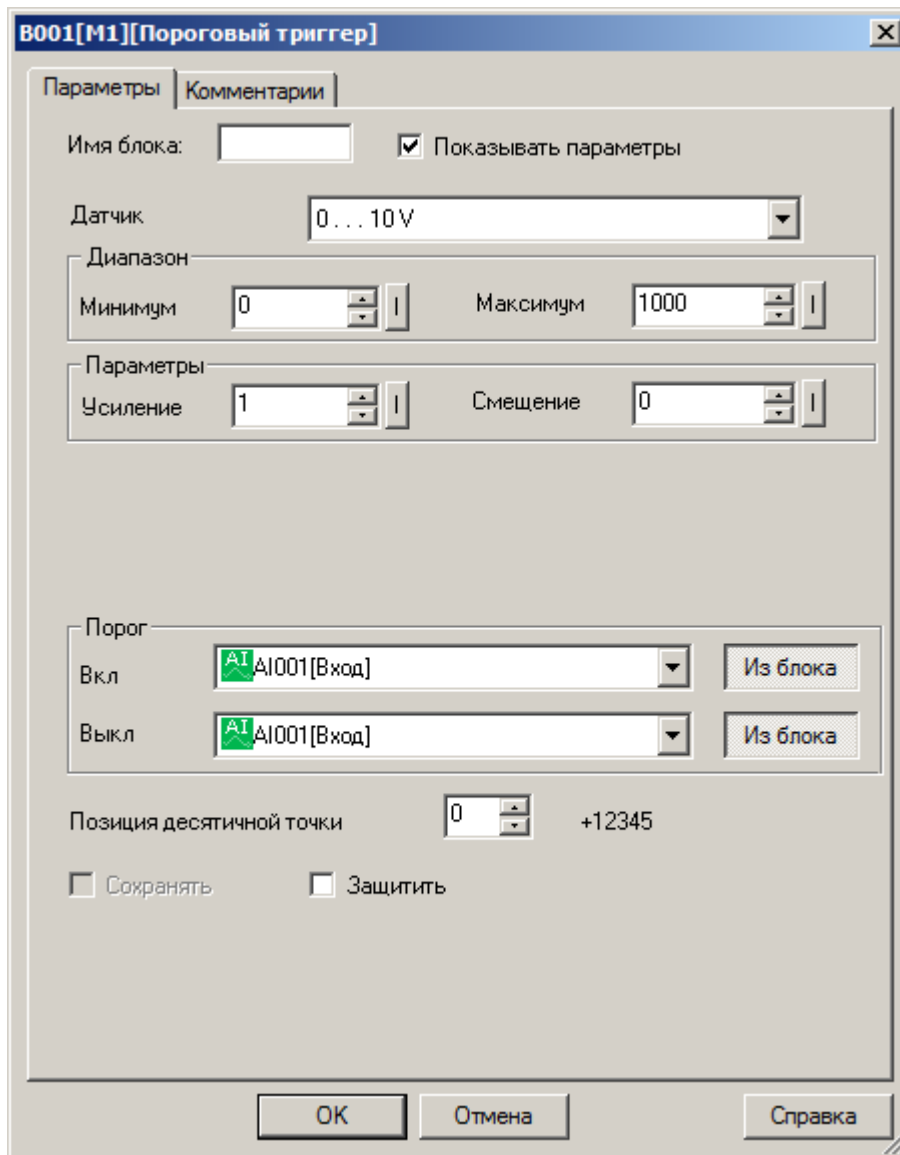 B001[M1][Пороговый триггер]
Параметры Комментарии
Имя блока: Показывать параметры
Датчик 0 . . . 10 V
Диапазон
Минимум 0 I Максимум 1000 I
Параметры
Усиление 1 I Смещение 0 I
Порог
Вкл AI AI001[Вход] Из блока
Выкл AI AI001[Вход] Из блока
Позиция десятичной точки 0 +12345
Сохранять Защитить
OK Отмена Справка